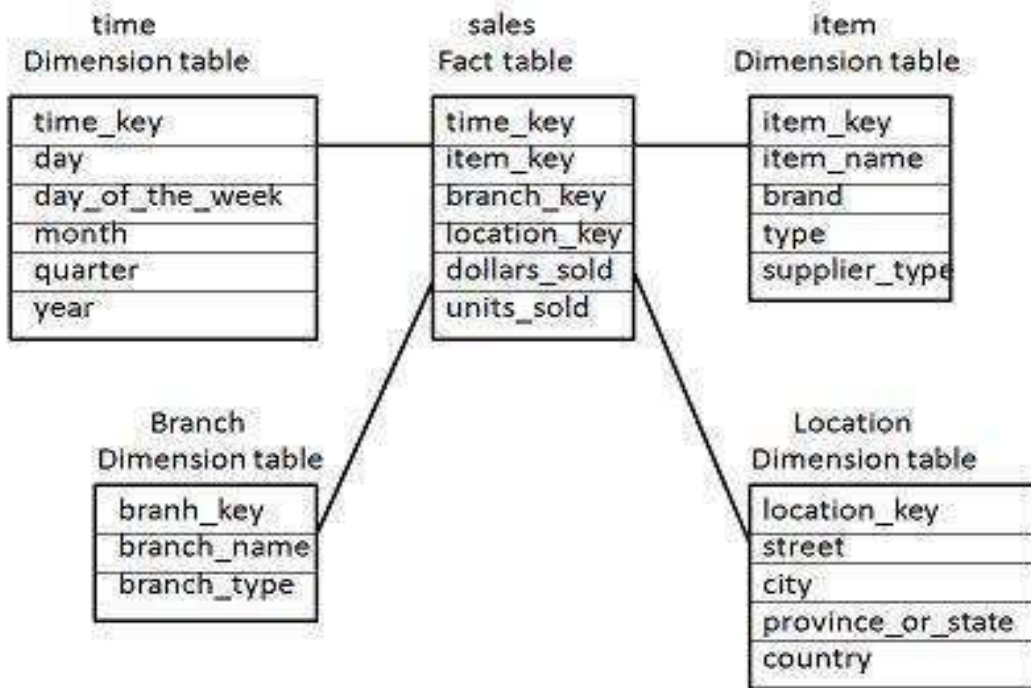 time
Dimension table
time_key
day
day_of_the_week
month
quarter
year
sales
Fact table
time_key
item_key
branch_key
location_key
dollars_sold
units_sold
item
Dimension table
item_key
item_name
brand
type
supplier_type
Branch
Dimension table
branh_key
branch_name
branch_type
Location
Dimension table
location_key
street
city
province_or_state
country